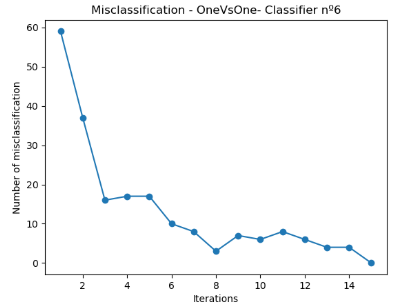 Misclassification - OneVsOne- Classifier nº6
Number of misclassification
60
50
40
30
20
10
0
2 4 6 8 10 12 14
Iterations